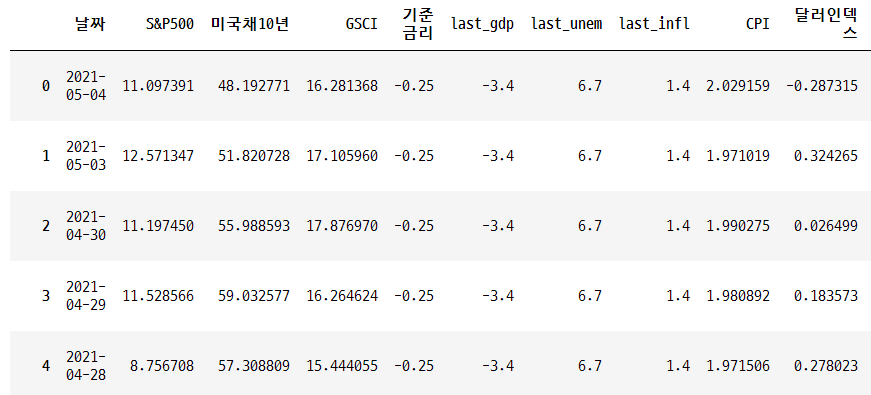 날짜 S&P500 미국채10년 GSCI 기준금리 last_gdp last_unem last_infl CPI 달러인덱스
0 2021-05-04 11.097391 48.192771 16.281368 -0.25 -3.4 6.7 1.4 2.029159 -0.287315
1 2021-05-03 12.571347 51.820728 17.105960 -0.25 -3.4 6.7 1.4 1.971019 0.324265
2 2021-04-30 11.197450 55.988593 17.876970 -0.25 -3.4 6.7 1.4 1.990275 0.026499
3 2021-04-29 11.528566 59.032577 16.264624 -0.25 -3.4 6.7 1.4 1.980892 0.183573
4 2021-04-28 8.756708 57.308809 15.444055 -0.25 -3.4 6.7 1.4 1.971506 0.278023